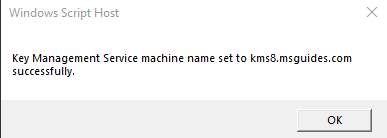 Windows Script Host
Key Management Service machine name set to kms8.msguides.com
successfully.
OK